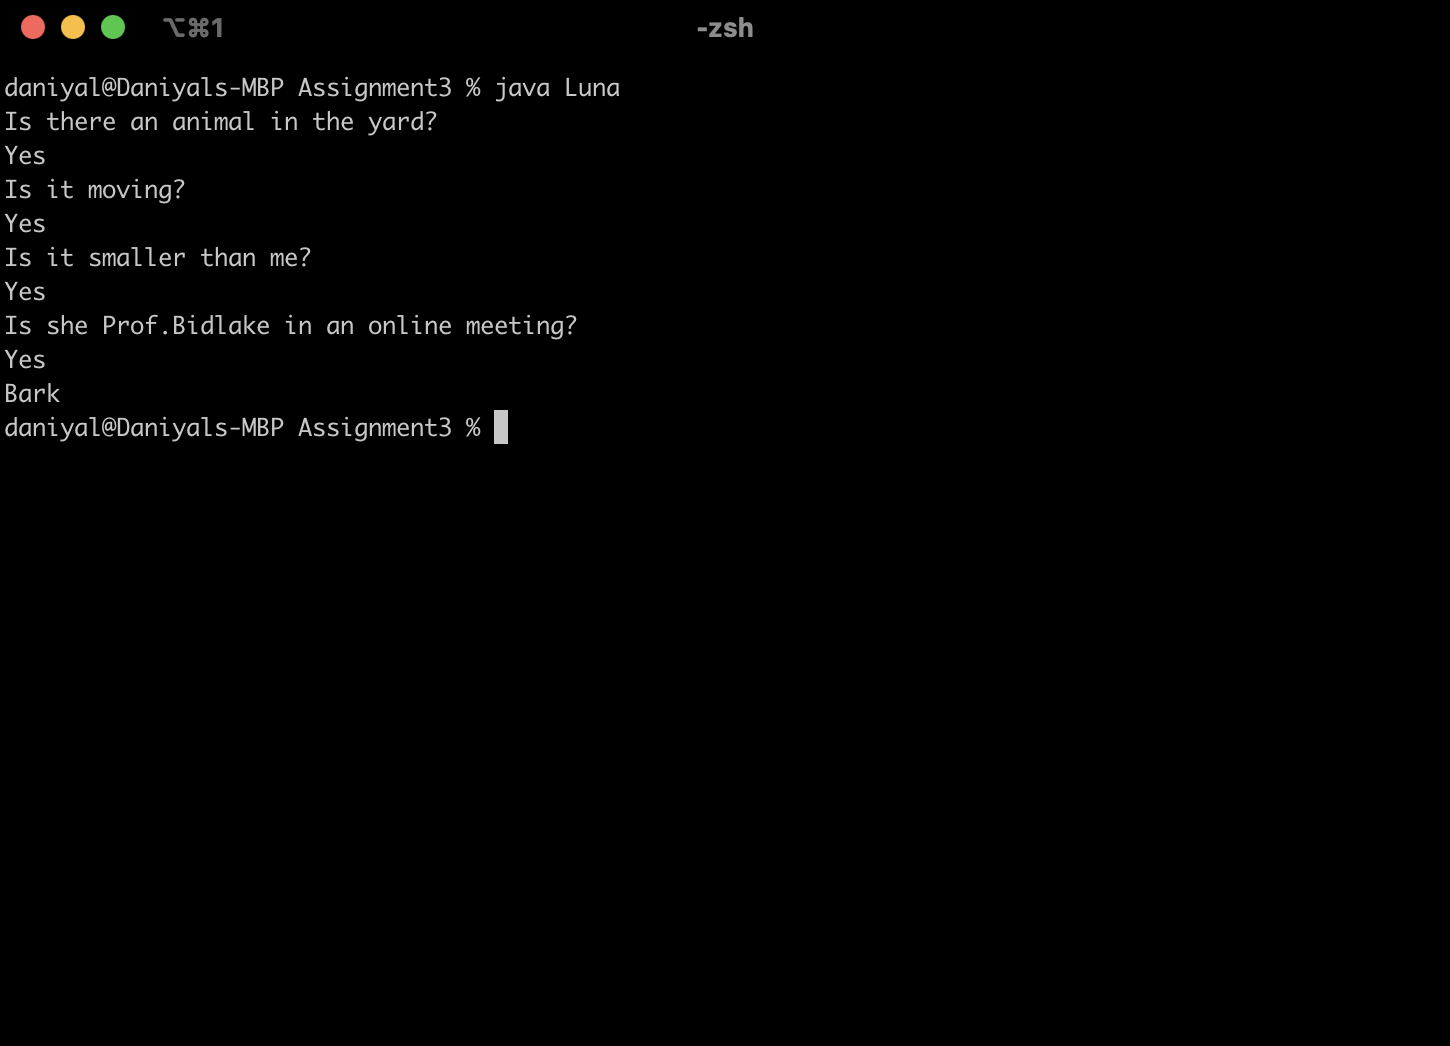 ⌥⌘1
-zsh
daniyal@Daniyals-MBP Assignment3 % java Luna
Is there an animal in the yard?
Yes
Is it moving?
Yes
Is it smaller than me?
Yes
Is she Prof.Bidlake in an online meeting?
Yes
Bark
daniyal@Daniyals-MBP Assignment3 %